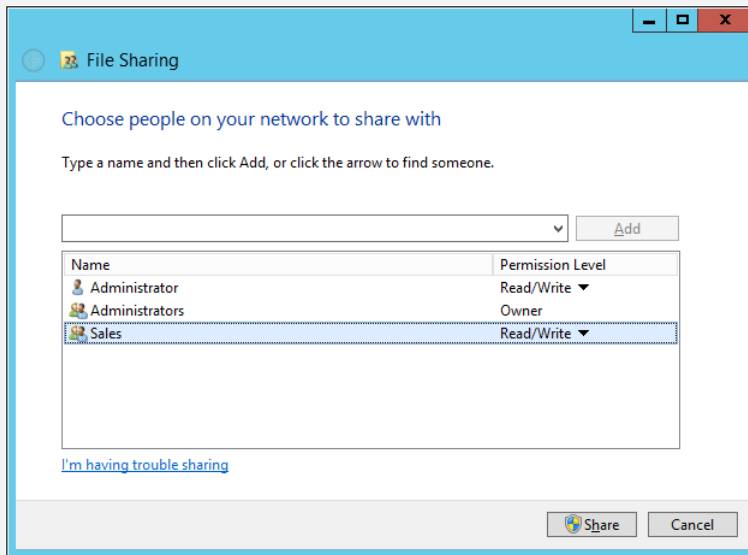 File Sharing
Choose people on your network to share with
Type a name and then click Add, or click the arrow to find someone.
Add
Name Permission Level
Administrator Read/Write
Administrators Owner
Sales Read/Write
I'm having trouble sharing
Share Cancel